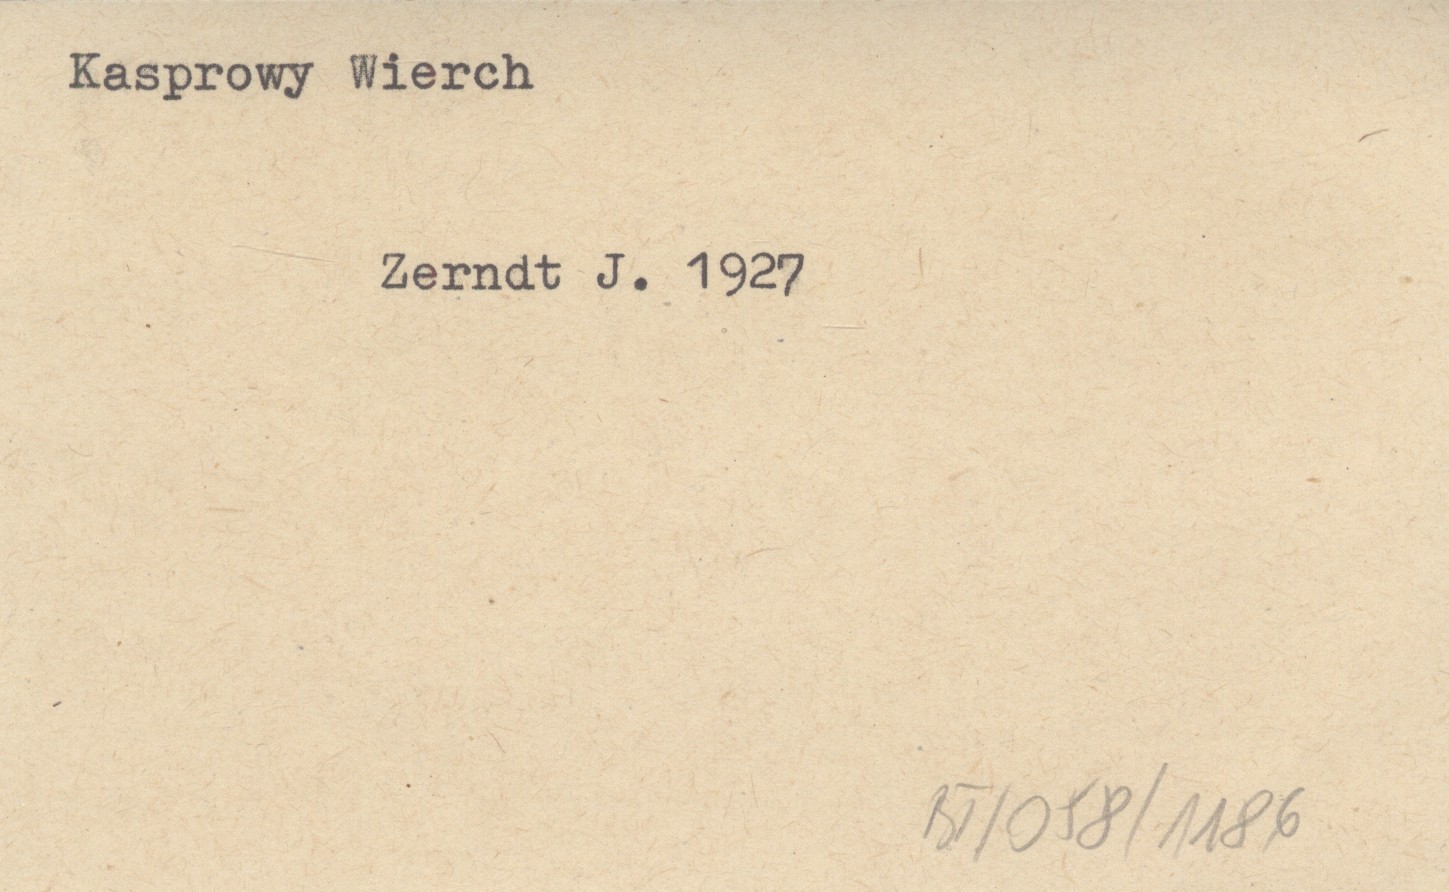 Kasprowy Wierch
Zerndt J. 1927
BT/058/1186